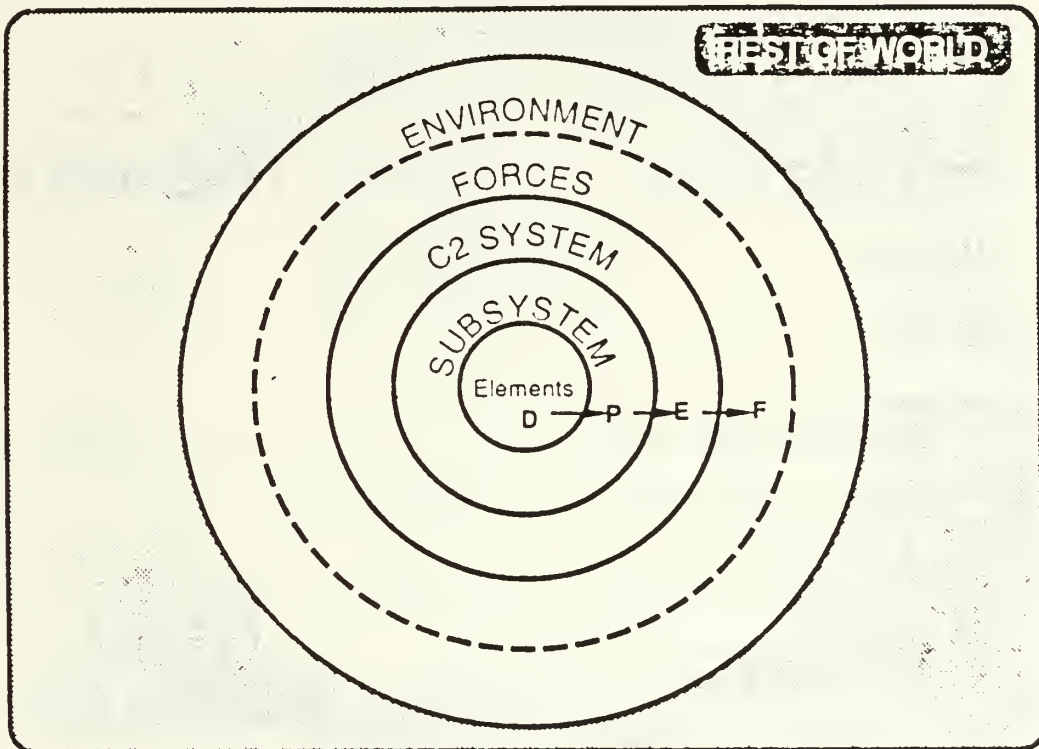 REST OF WORLD
ENVIRONMENT
FORCES
C2 SYSTEM
SUBSYSTEM
Elements
D P E F